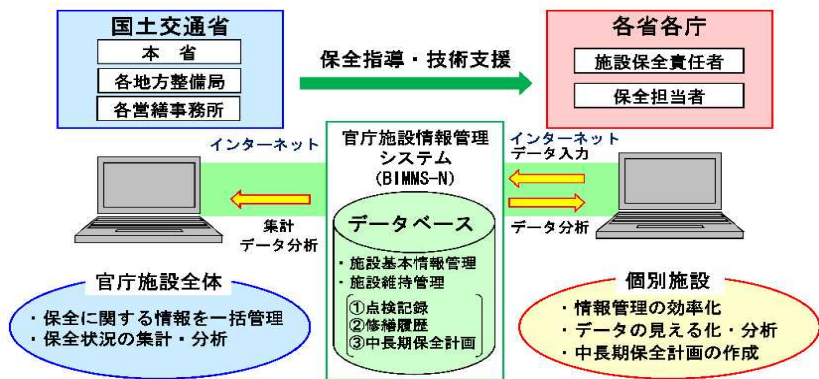 国土交通省
本 省
各地方整備局
各営繕事務所
保全指導・技術支援
各省各庁
施設保全責任者
保全担当者
インターネット
集計
データ分析
官庁施設情報管理
システム
(BIMMS-N)
データベース
・施設基本情報管理
・施設維持管理
①点検記録
②修繕履歴
③中長期保全計画
インターネット
データ入力
データ分析
官庁施設全体
・保全に関する情報を一括管理
・保全状況の集計・分析
個別施設
・情報管理の効率化
・データの見える化・分析
・中長期保全計画の作成